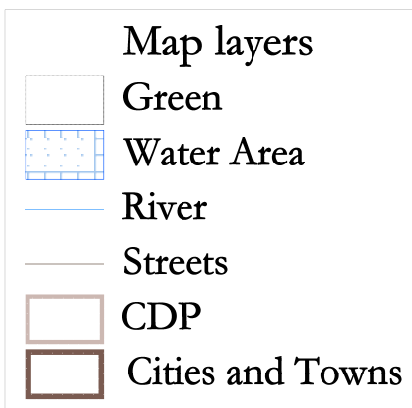 Map layers
Green
Water Area
River
Streets
CDP
Cities and Towns